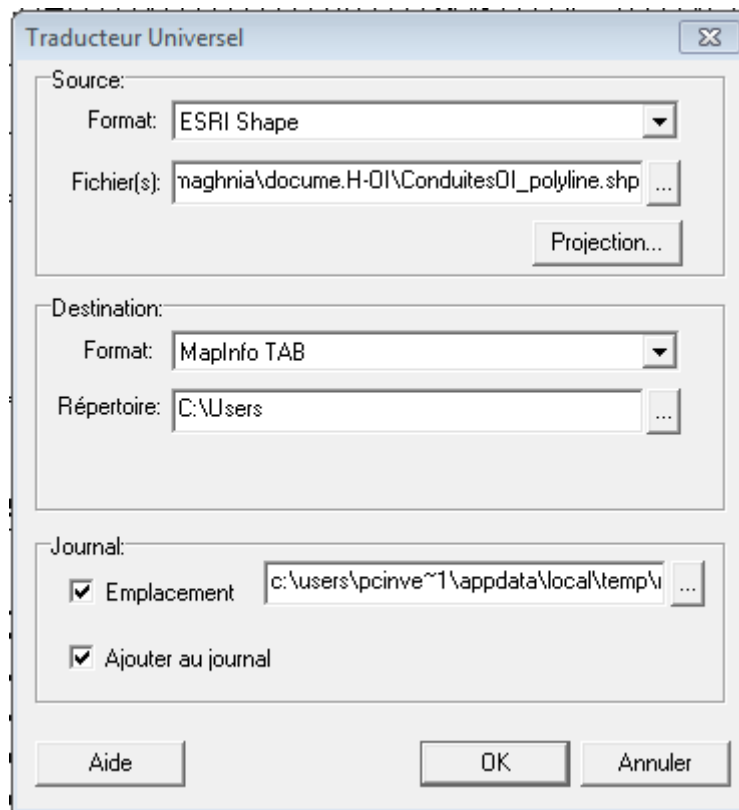 Traducteur Universel
Source:
Format: ESRI Shape
Fichier(s): maghnia\docume.H-OI\ConduitesOI_polyline.shp ...
Projection...
Destination:
Format: MapInfo TAB
Répertoire: C:\Users ...
Journal:
Emplacement c:\users\pcinve~1\appdata\local\temp\ ...
Ajouter au journal
Aide OK Annuler